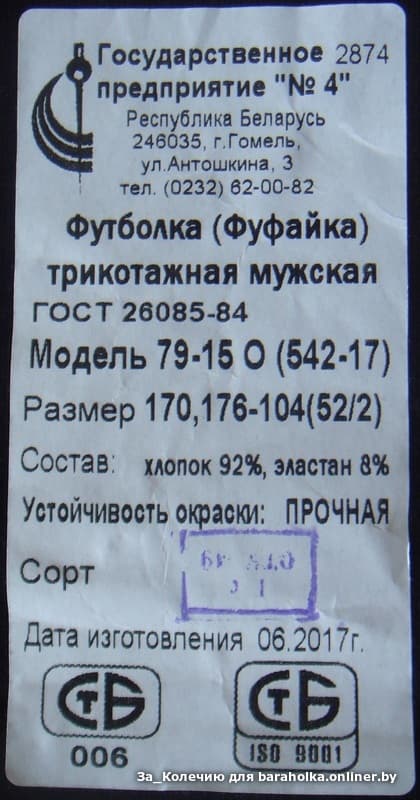 Государственное 2874
предприятие "№ 4"
Республика Беларусь
246035, г.Гомель,
ул.Антошкина, 3
тел. (0232) 62-00-82
Футболка (Фуфайка)
трикотажная мужская
ГОСТ 26085-84
Модель 79-15 О (542-17)
Размер 170,176-104(52/2)
Состав: хлопок 92%, эластан 8%
Устойчивость окраски: ПРОЧНАЯ
Сорт
Дата изготовления 06.2017г.
СТБ СТБ
006 ISO 9001
За_Колечию для baraholka.onliner.by